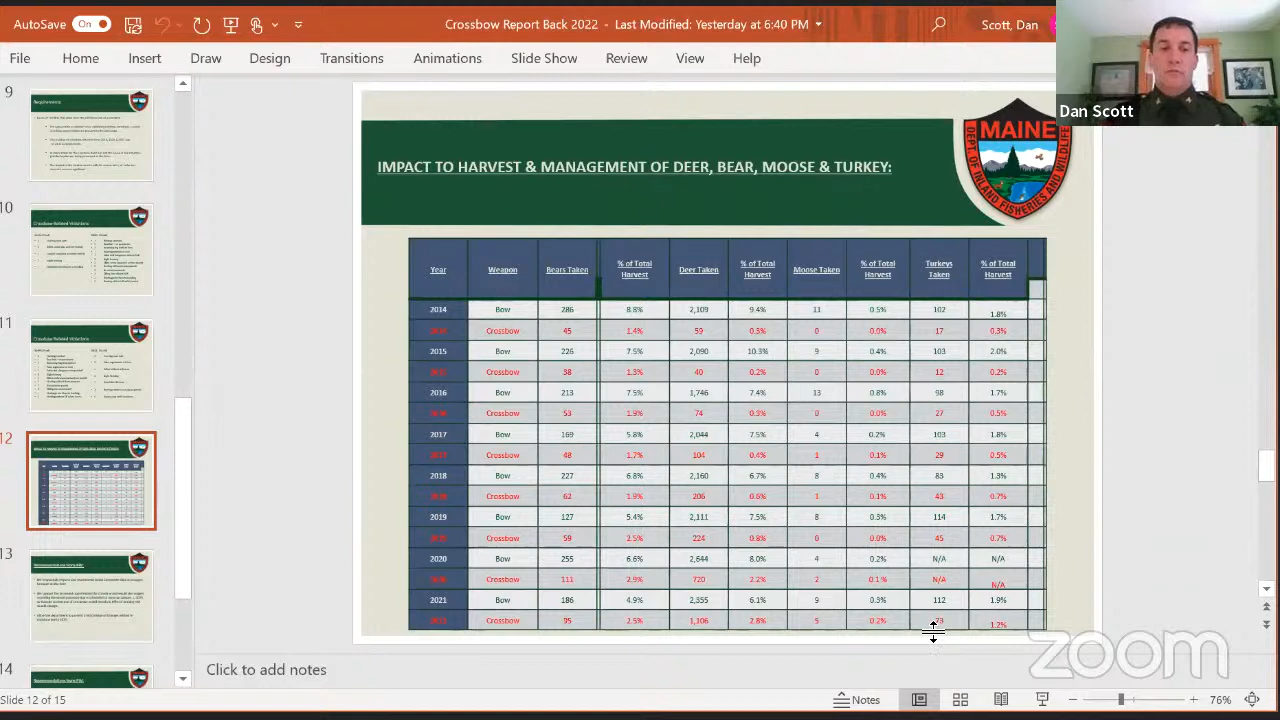 AutoSave On Crossbow Report Back 2022 - Last Modified: Yesterday at 6:40 PM Scott, Dan
File Home Insert Draw Design Transitions Animations Slide Show Review View Help
Dan Scott
9
10
11
12
13
14
MAINE
DEPT OF INLAND FISHERIES AND WILDLIFE
IMPACT TO HARVEST & MANAGEMENT OF DEER, BEAR, MOOSE & TURKEY:
Year Weapon Bears Taken % of Total Harvest Deer Taken % of Total Harvest Moose Taken % of Total Harvest Turkeys Taken % of Total Harvest
2014 Bow 286 8.8% 2,109 9.4% 11 0.5% 102 1.8%
Crossbow 45 1.4% 0 0.0% 17 0.3%
2015 Bow 226 7.5% 2,090 10.3% 9 0.4% 103 2.0%
Crossbow 38 1.3% 0 0.0% 0.2%
2016 Bow 213 7.5% 1,746 7.4% 13 0.8% 98 1.7%
Crossbow 53 1.9% 0 0.0% 27 0.5%
2017 Bow 169 5.8% 2,044 7.5% 4 0.2% 103 1.8%
Crossbow 48 1.7% 104 0.4% 1 0.1% 29 0.5%
2018 Bow 227 6.8% 2,160 6.7% 8 0.4% 83 1.3%
Crossbow 62 1.9% 206 0.6% 1 0.1% 43 0.7%
2019 Bow 127 5.4% 2,111 7.5% 8 0.3% 114 1.7%
Crossbow 59 2.5% 224 0.8% 0 0.0% 45 0.7%
2020 Bow 255 6.6% 2,644 8.0% 4 0.2% N/A N/A
Crossbow 111 2.9% 720 2 0.1% N/A N/A
2021 Bow 186 4.9% 2,355 9 0.3% 112 1.9%
Crossbow 95 2.5% 1,106 2.8% 5 0.2% 1.2%
Click to add notes
zoom
Slide 12 of 15 Notes 76%